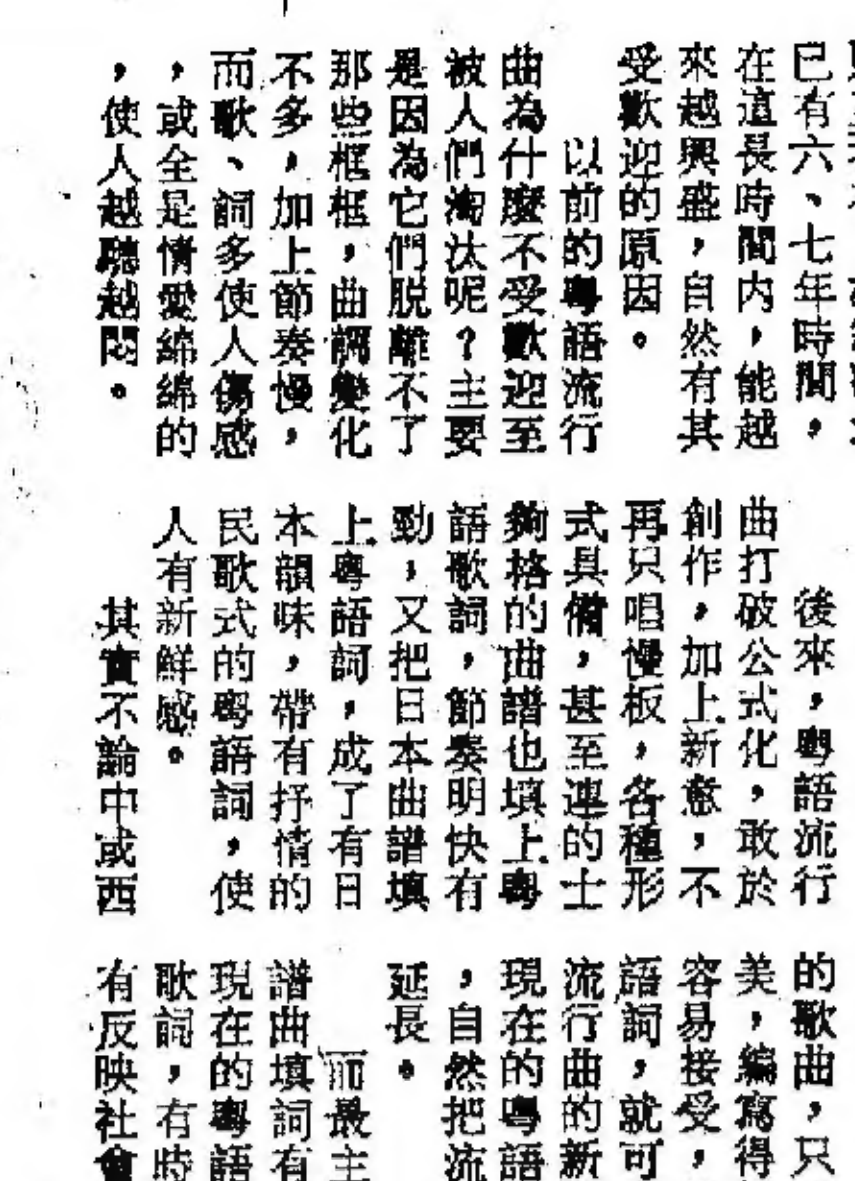 已有六、七年時間，
在這長時間內，能越
來越興盛，自然有其
受歡迎的原因。
以前的粵語流行
曲為什麼不受歡迎至
被人們淘汰呢？主要
是因為它們脱離不了
那些框框，曲調變化
不多，加上節奏慢，
而歌、詞多使人傷感
，或全是情愛綿綿的
，使人越聽越悶。
後來，粵語流行
曲打破公式化，敢於
創作，加上新意，不
再只唱慢板，各種形
式具備，甚至連的士
夠格的曲譜也填上粵
語歌詞，節奏明快有
勁，又把日本曲譜填
上粵語詞，成了有日
本韻味，帶有抒情的
民歌式的粵語詞，使
人有新鮮感。
其實不論中或西
的歌曲，只
美，編寫得
容易接受，
語詞，就可
流行曲的新
現在的粵語
，自然把流
延長。
而最主
譜曲填詞有
現在的粵語
歌詞，有時
有反映社會